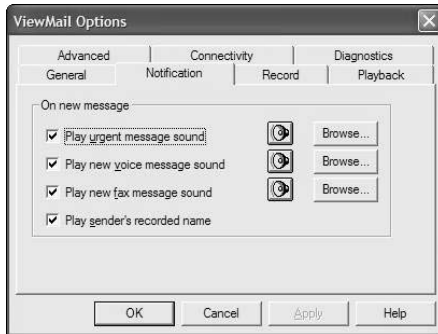 ViewMail Options
Advanced Connectivity Diagnostics
General Notification Record Playback
On new message
Play urgent message sound Browse...
Play new voice message sound Browse...
Play new fax message sound Browse...
Play sender's recorded name
OK Cancel Apply Help